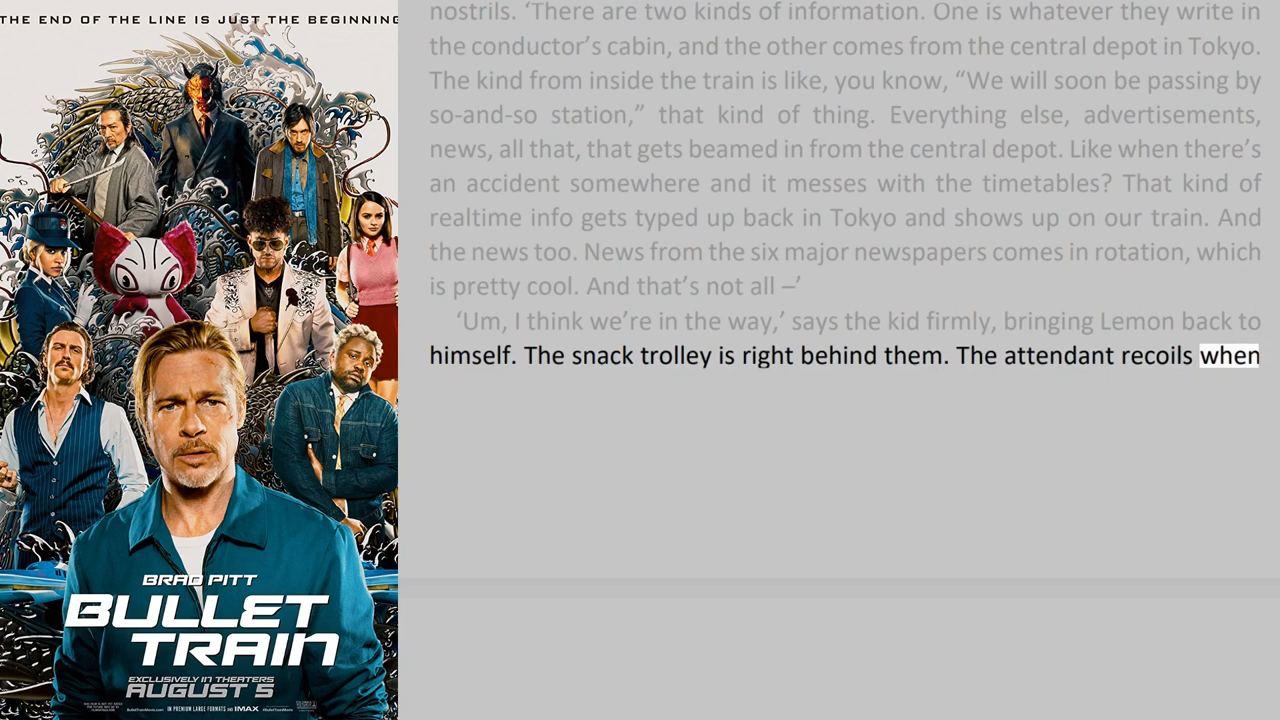 THE END OF THE LINE IS JUST THE BEGINNING
BRAD PITT
BULLET
TRAIN
EXCLUSIVELY IN THEATERS
AUGUST 5
BulletTrainMovie.com
IN PREMIUM LARGE FORMATS AND IMAX
#BulletTrainMovie
nostrils. ‘There are two kinds of information. One is whatever they write in
the conductor’s cabin, and the other comes from the central depot in Tokyo.
The kind from inside the train is like, you know, “We will soon be passing by
so-and-so station,” that kind of thing. Everything else, advertisements,
news, all that, that gets beamed in from the central depot. Like when there’s
an accident somewhere and it messes with the timetables? That kind of
realtime info gets typed up back in Tokyo and shows up on our train. And
the news too. News from the six major newspapers comes in rotation, which
is pretty cool. And that’s not all –’
‘Um, I think we’re in the way,’ says the kid firmly, bringing Lemon back to
himself. The snack trolley is right behind them. The attendant recoils when